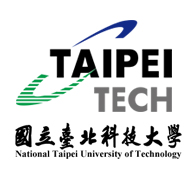 TAIPEI
TECH
國立臺北科技大學
National Taipei University of Technology